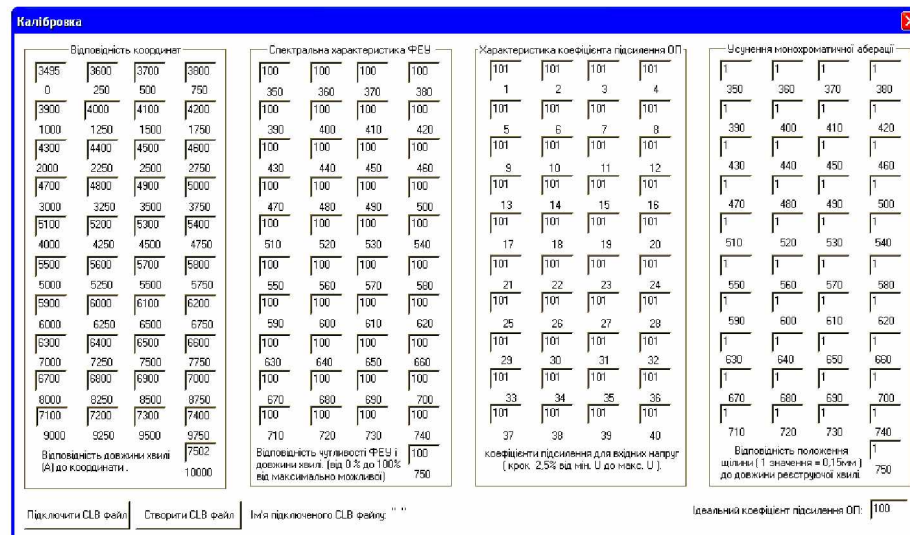 Калібровка
Відповідність координат
3495 3600 3700 3800
0 250 500 750
3900 4000 4100 4200
1000 1250 1500 1750
4300 4400 4500 4600
2000 2250 2500 2750
4700 4800 4900 5000
3000 3250 3500 3750
5100 5200 5300 5400
4000 4250 4500 4750
5500 5600 5700 5800
5000 5250 5500 5750
5900 6000 6100 6200
6000 6250 6500 6750
6300 6400 6500 6600
7000 7250 7500 7750
6700 6800 6900 7000
8000 8250 8500 8750
7100 7200 7300 7400
9000 9250 9500 9750
Відповідність довжини хвилі
(А) до координати .
7502
10000
Спектральна характеристика ФЕУ
100 100 100 100
350 360 370 380
100 100 100 100
390 400 410 420
100 100 100 100
430 440 450 460
100 100 100 100
470 480 490 500
100 100 100 100
510 520 530 540
100 100 100 100
550 560 570 580
100 100 100 100
590 600 610 620
100 100 100 100
630 640 650 660
100 100 100 100
670 680 690 700
100 100 100 100
710 720 730 740
Відповідність чутливості ФЕУ і
довжини хвилі. (від 0 % до 100%
від максимально можливої)
100
750
Характеристика коефіцієнта підсилення ОП
101 101 101 101
1 2 3 4
101 101 101 101
5 6 7 8
101 101 101 101
9 10 11 12
101 101 101 101
13 14 15 16
101 101 101 101
17 18 19 20
101 101 101 101
21 22 23 24
101 101 101 101
25 26 27 28
101 101 101 101
29 30 31 32
101 101 101 101
33 34 35 36
101 101 101 101
37 38 39 40
коефіцієнти підсилення для вхідних напруг
( крок 2,5% від мін. U до макс. U ).
Усунення монохроматичної аберації
1 1 1 1
350 360 370 380
1 1 1 1
390 400 410 420
1 1 1 1
430 440 450 460
1 1 1 1
470 480 490 500
1 1 1 1
510 520 530 540
1 1 1 1
550 560 570 580
1 1 1 1
590 600 610 620
1 1 1 1
630 640 650 660
1 1 1 1
670 680 690 700
1 1 1 1
710 720 730 740
Відповідність положення
щілини ( 1 значення = 0,15мм )
до довжини реєструючої хвилі.
1
750
Підключити CLB файл
Створити CLB файл
Ім'я підключеного CLB файлу: " "
Ідеальний коефіцієнт підсилення ОП: 100